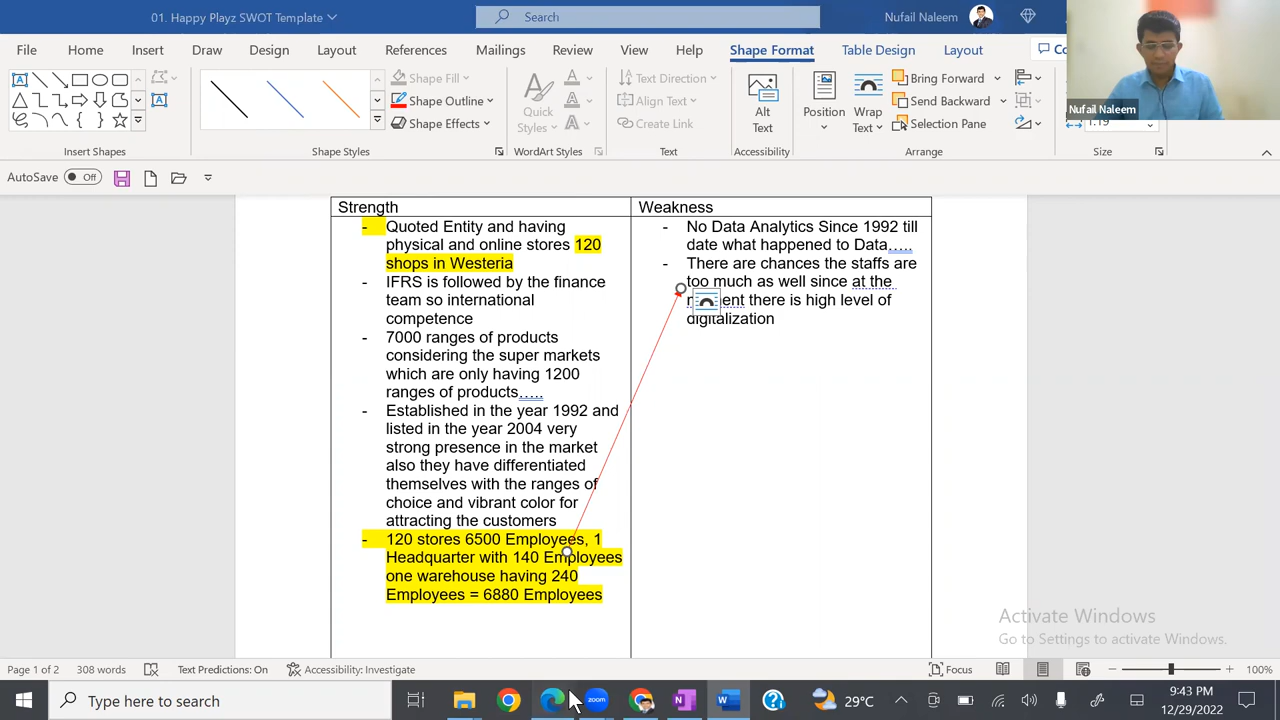 01. Happy Playz SWOT Template
Search
Nufail Naleem
File Home Insert Draw Design Layout References Mailings Review View Help Shape Format Table Design Layout Co
Shape Fill
Shape Outline
Shape Effects
Quick
Styles
Text Direction
Align Text
Create Link
Alt
Text
Position
Wrap
Text
Bring Forward
Send Backward
Selection Pane
1.19
Insert Shapes Shape Styles WordArt Styles Text Accessibility Arrange Size
Nufail Naleem
AutoSave Off
Strength
- Quoted Entity and having
physical and online stores 120
shops in Westeria
- IFRS is followed by the finance
team so international
competence
- 7000 ranges of products
considering the super markets
which are only having 1200
ranges of products…..
- Established in the year 1992 and
listed in the year 2004 very
strong presence in the market
also they have differentiated
themselves with the ranges of
choice and vibrant color for
attracting the customers
- 120 stores 6500 Employees, 1
Headquarter with 140 Employees
one warehouse having 240
Employees = 6880 Employees
Weakness
- No Data Analytics Since 1992 till
date what happened to Data…..
- There are chances the staffs are
too much as well since at the
there is high level of
digitalization
Activate Windows
Go to Settings to activate Windows.
Page 1 of 2 308 words Text Predictions: On Accessibility: Investigate Focus 100%
Type here to search
zoom
29°C
9:43 PM
12/29/2022